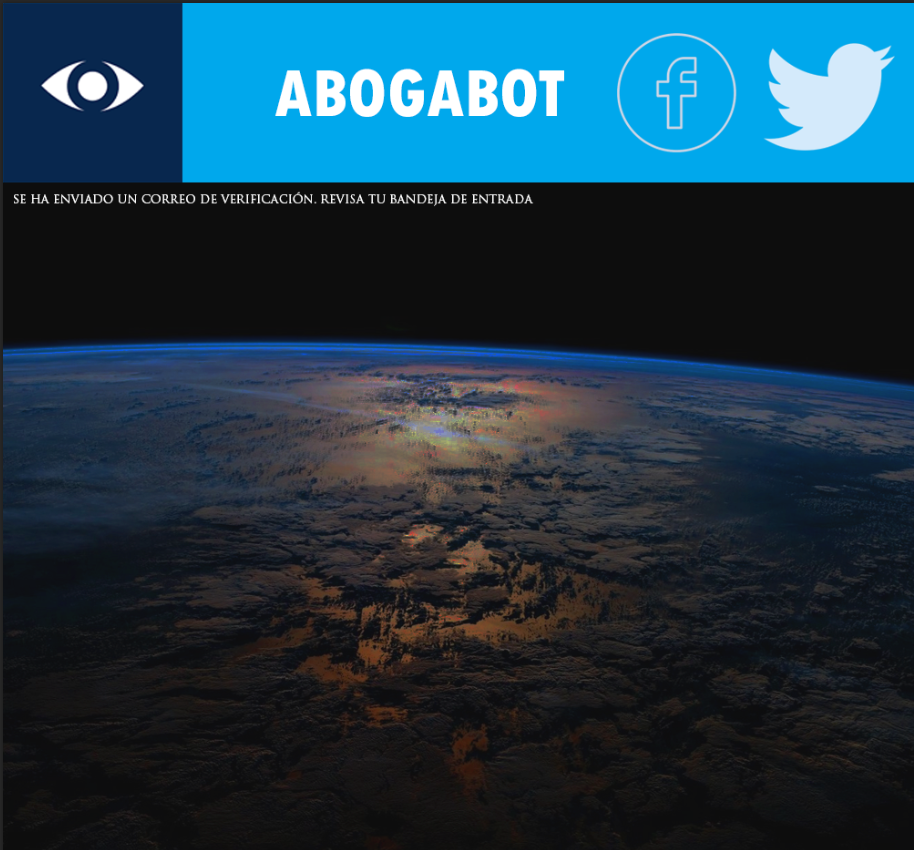 ABOGABOT
SE HA ENVIADO UN CORREO DE VERIFICACIÓN. REVISA TU BANDEJA DE ENTRADA